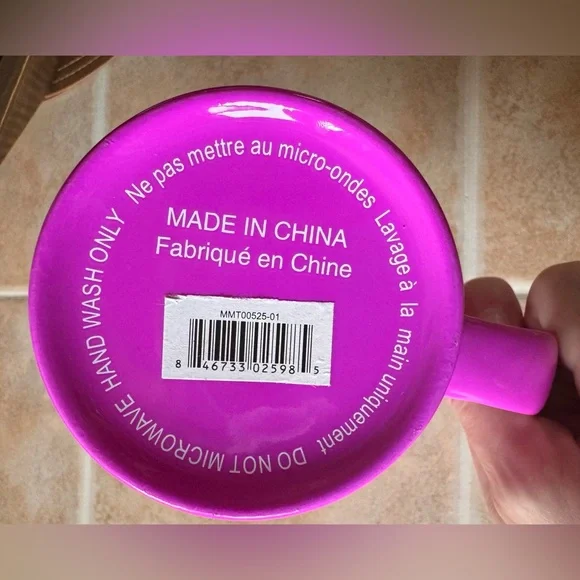 Ne pas mettre au micro-ondes Lavage à la main uniquement DO NOT MICROWAVE HAND WASH ONLY
MADE IN CHINA
Fabriqué en Chine
MMT00525-01
8 46733 02598 5